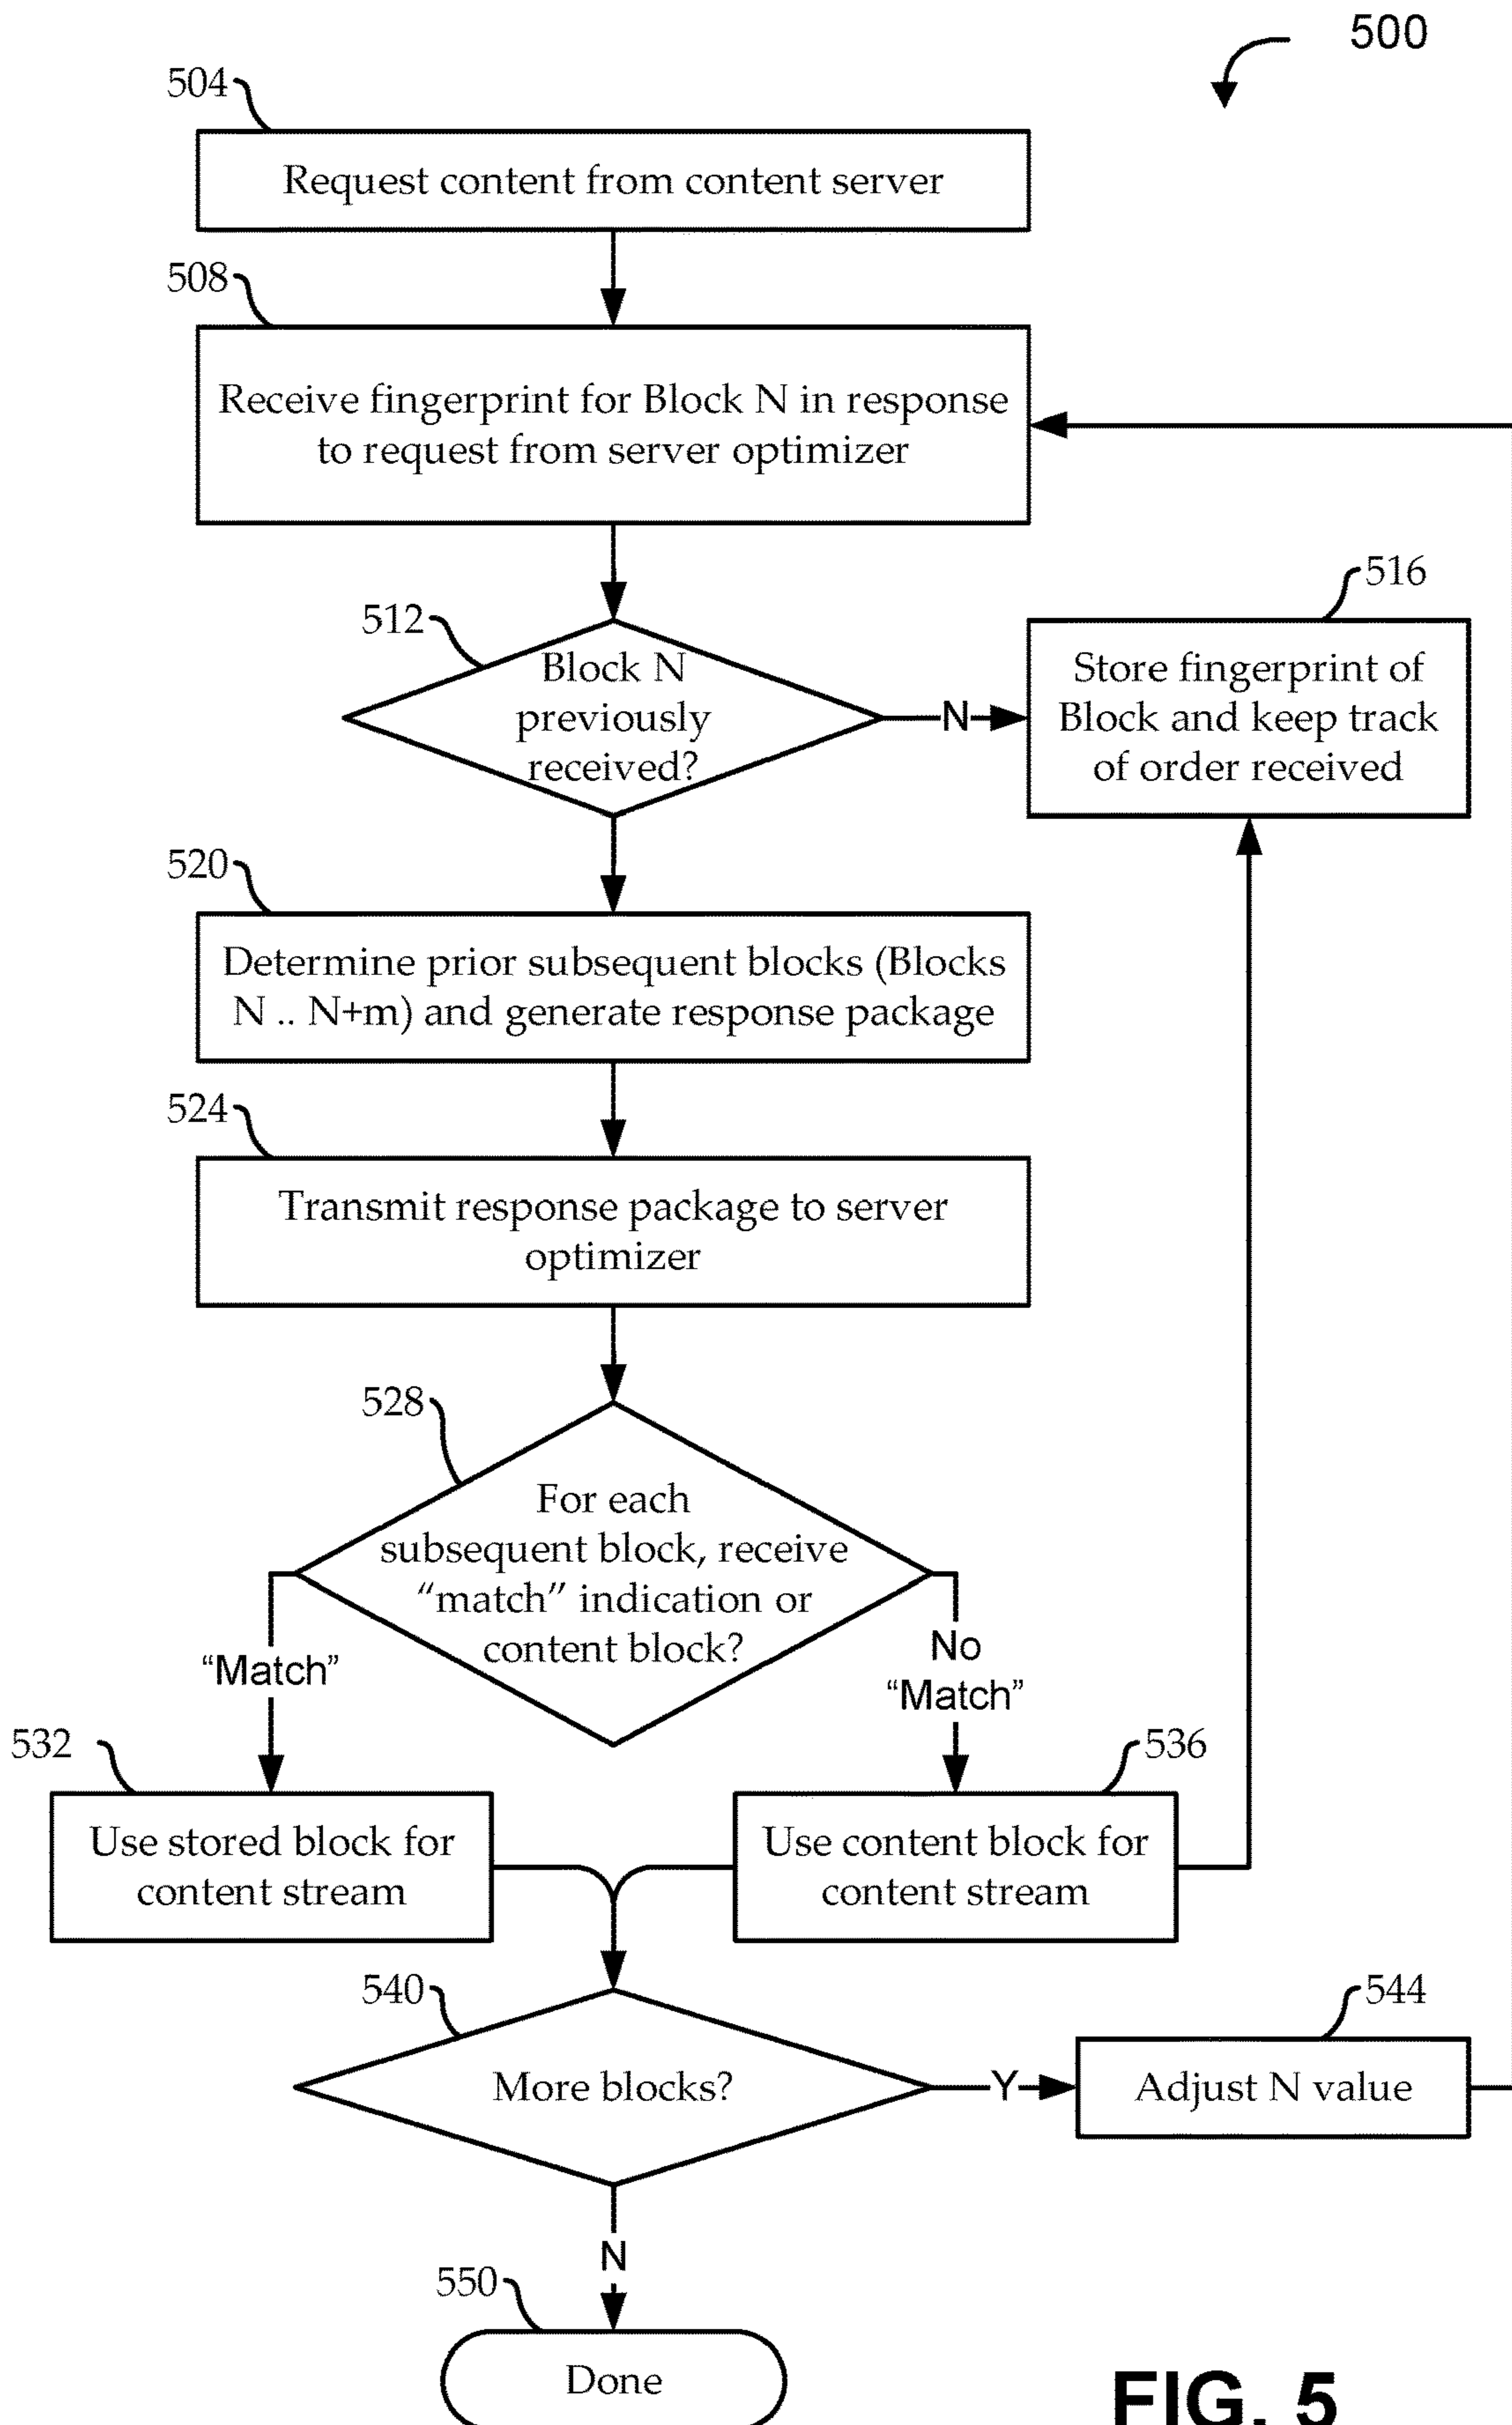 500
504
Request content from content server
508
Receive fingerprint for Block N in response
to request from server optimizer
512
Block N
previously
received?
N
516
Store fingerprint of
Block and keep track
of order received
520
Determine prior subsequent blocks (Blocks
N .. N+m) and generate response package
524
Transmit response package to server
optimizer
528
For each
subsequent block, receive
“match” indication or
content block?
“Match”
No
“Match”
532
Use stored block for
content stream
536
Use content block for
content stream
540
More blocks?
Y
544
Adjust N value
N
550
Done
FIG. 5